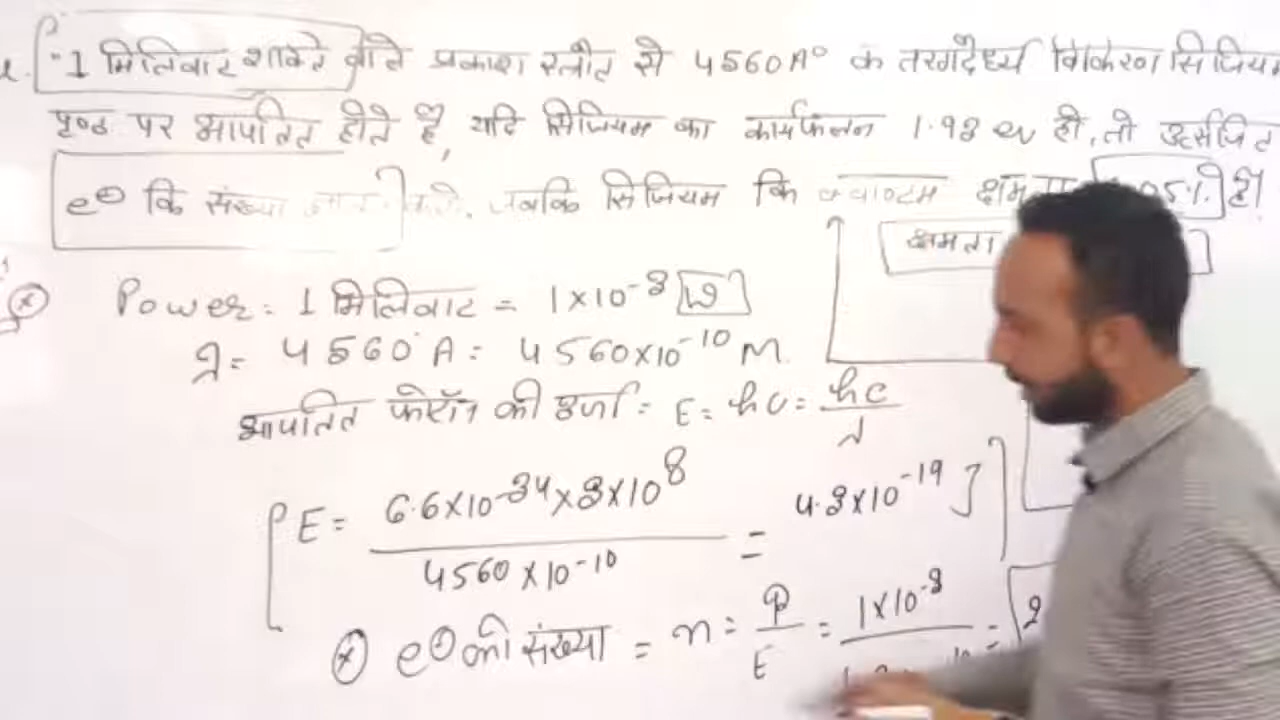 1 मिलिवाट शक्ति वाले प्रकाश स्त्रोत से 4560A° के तरंगदैर्ध्य विकिरण सिजियम
पृष्ठ पर आपतित होते है, यदि सिजियम का कार्यफलन 1.93 ev हो, तो उत्सर्जित
e⊖ कि संख्या करो, जबकि सिजियम कि क्वाण्टम 05% है।
क्षमता
Power = 1 मिलिवाट = 1×10⁻³ W
λ = 4560 A = 4560×10⁻¹⁰ M
आपतित फोटॉन की ऊर्जा = E = hυ = hc/λ
E = 6.6×10⁻³⁴×3×10⁸ / 4560×10⁻¹⁰ = 4.3×10⁻¹⁹ J
e⊖ की संख्या = n = P/E = 1×10⁻³ / = 2